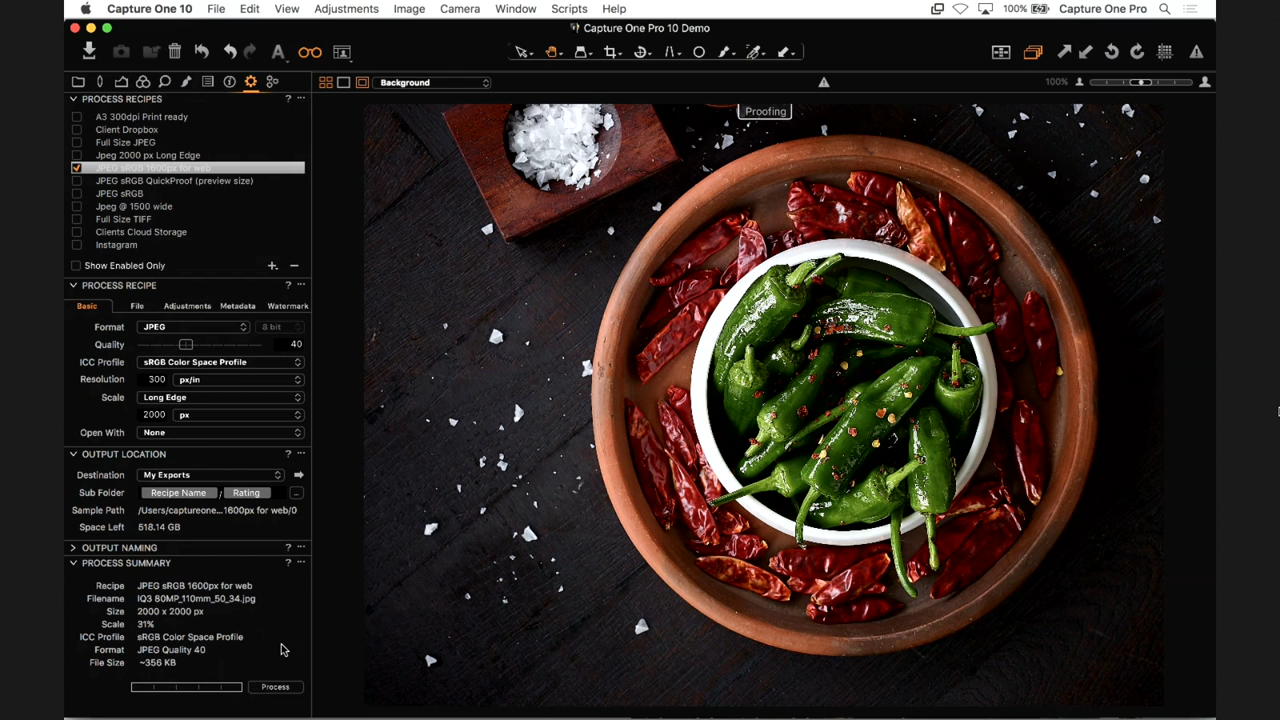 Capture One 10 File Edit View Adjustments Image Camera Window Scripts Help 100% Capture One Pro
Capture One Pro 10 Demo
Background 100%
Proofing
PROCESS RECIPES ?
A3 300dpi Print ready
Client Dropbox
Full Size JPEG
Jpeg 2000 px Long Edge
JPEG sRGB 1600px for web
JPEG sRGB QuickProof (preview size)
JPEG sRGB
Jpeg @ 1500 wide
Full Size TIFF
Clients Cloud Storage
Instagram
Show Enabled Only
PROCESS RECIPE ?
Basic File Adjustments Metadata Watermark
Format JPEG 8 bit
Quality 40
ICC Profile sRGB Color Space Profile
Resolution 300 px/in
Scale Long Edge
2000 px
Open With None
OUTPUT LOCATION ?
Destination My Exports
Sub Folder Recipe Name / Rating ...
Sample Path /Users/captureone...1600px for web/0
Space Left 518.14 GB
OUTPUT NAMING ?
PROCESS SUMMARY ?
Recipe JPEG sRGB 1600px for web
Filename IQ3 80MP_110mm_50_34.jpg
Size 2000 x 2000 px
Scale 31%
ICC Profile sRGB Color Space Profile
Format JPEG Quality 40
File Size ~356 KB
Process